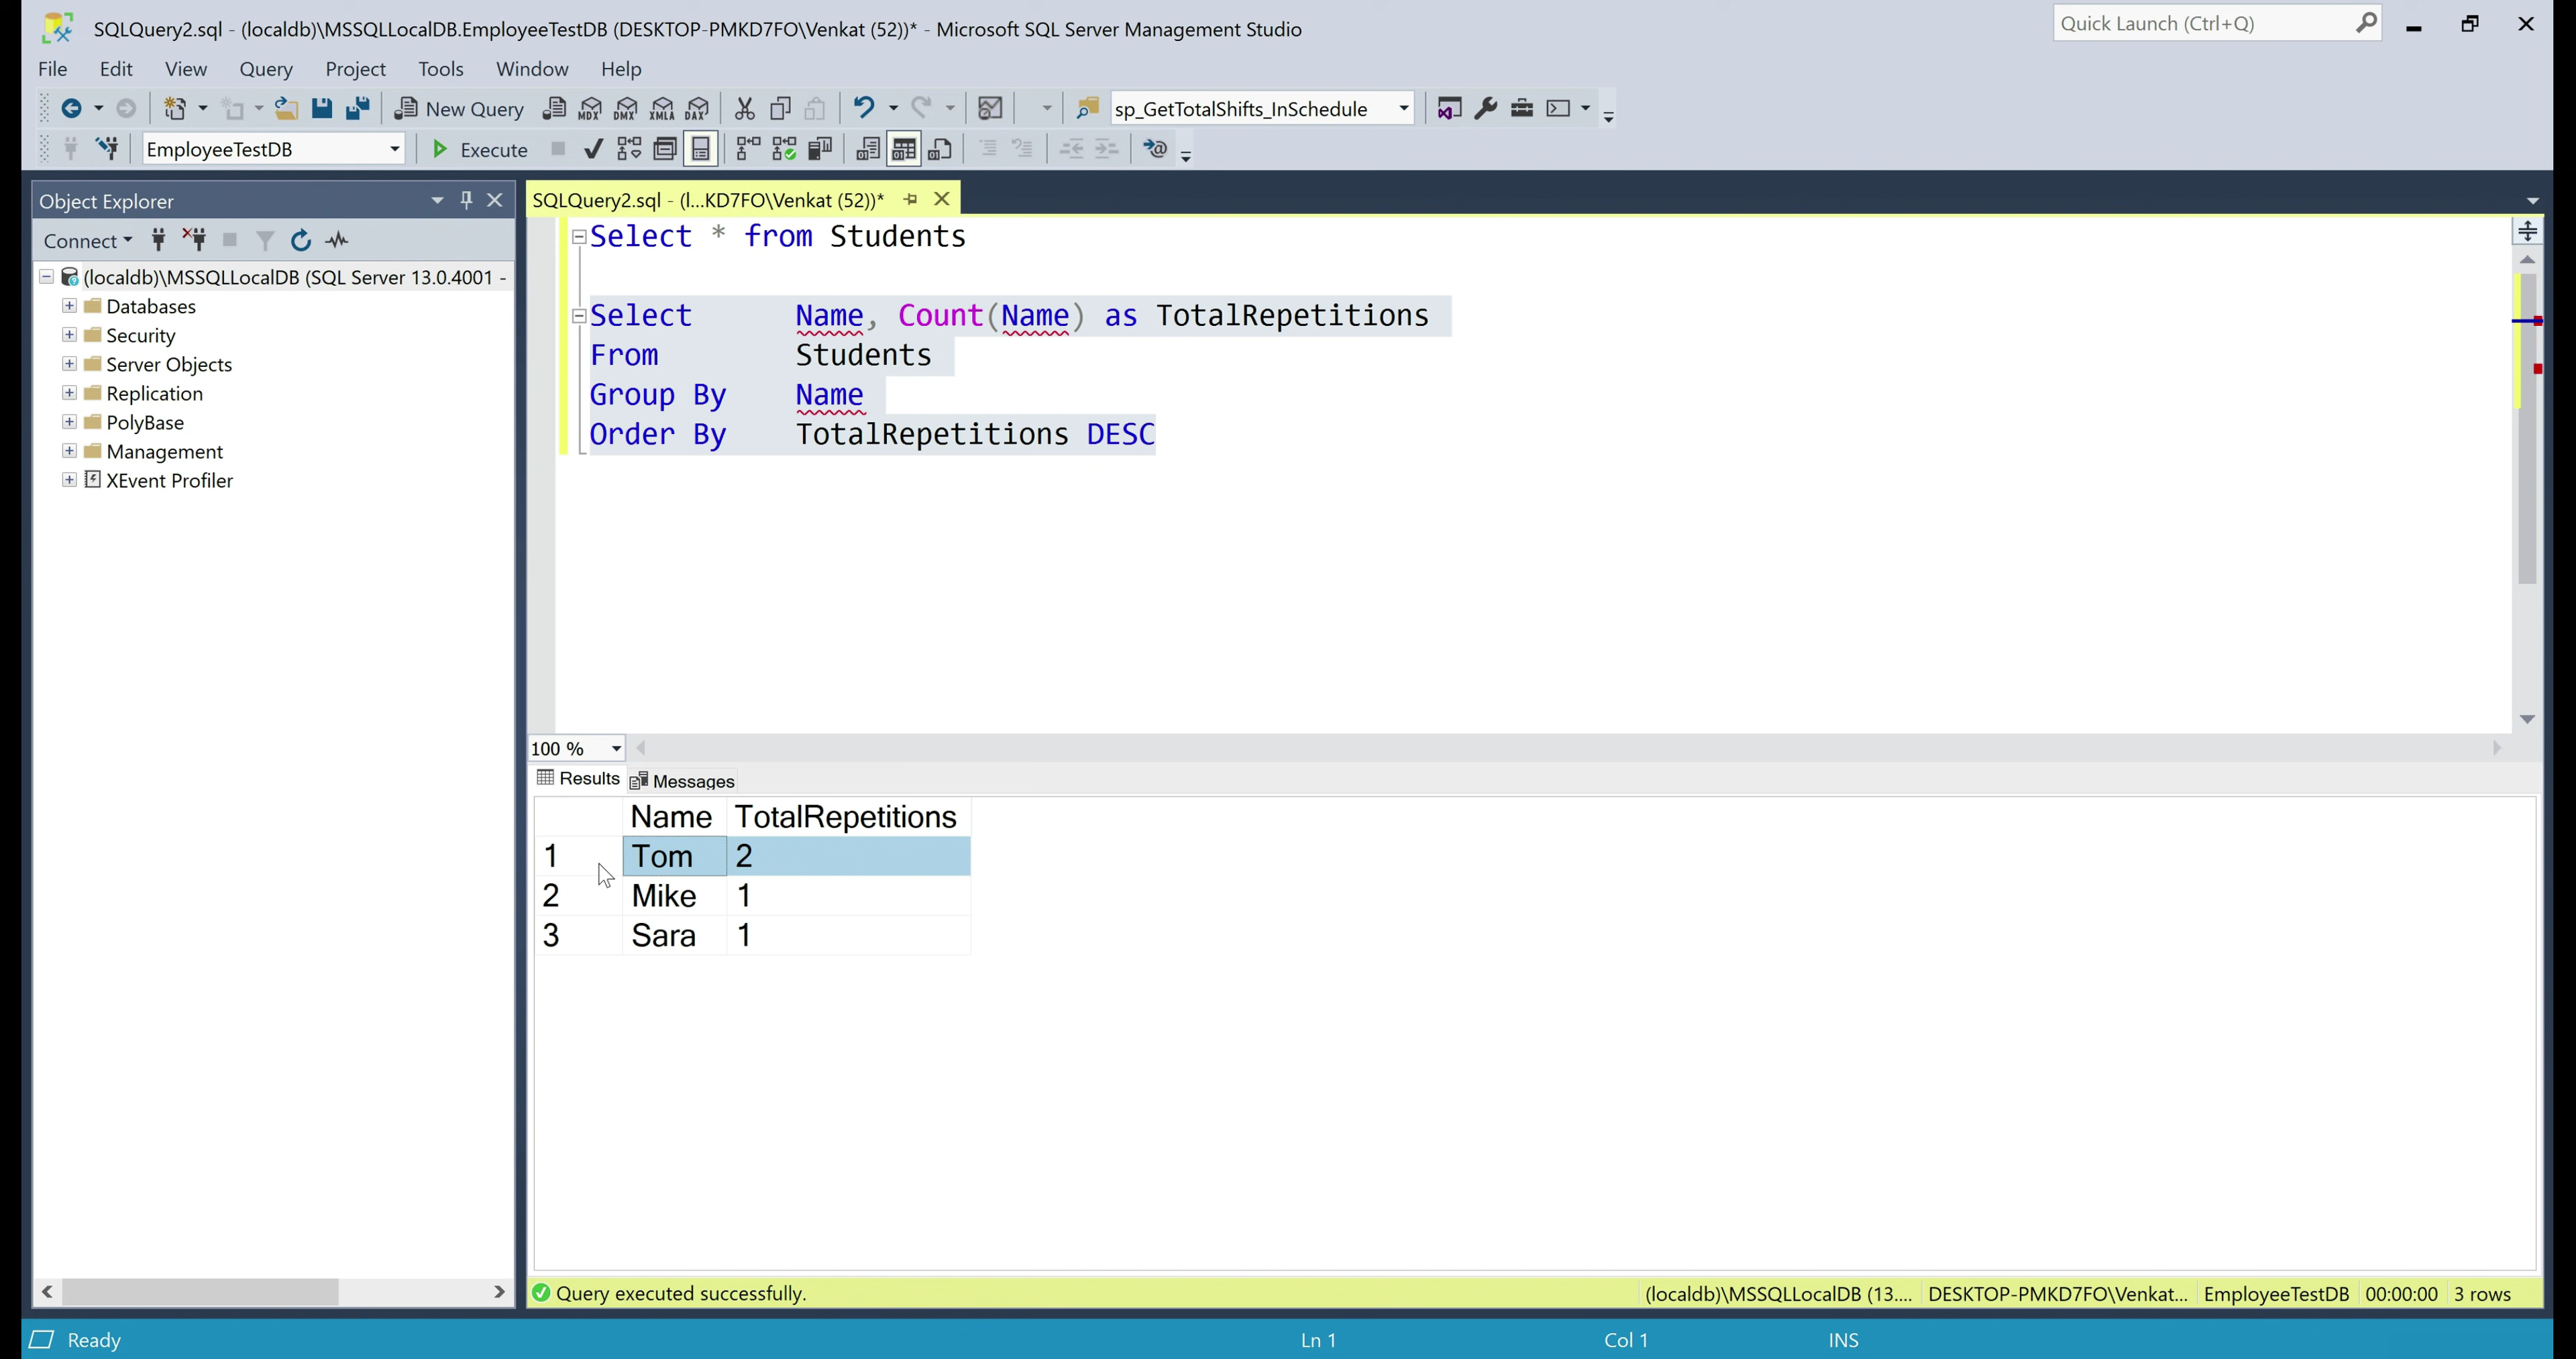 SQLQuery2.sql - (localdb)\MSSQLLocalDB.EmployeeTestDB (DESKTOP-PMKD7FO\Venkat (52))* - Microsoft SQL Server Management Studio
Quick Launch (Ctrl+Q)
File Edit View Query Project Tools Window Help
New Query MDX DMX XMLA DAX sp_GetTotalShifts_InSchedule
EmployeeTestDB Execute
Object Explorer
SQLQuery2.sql - (l...KD7FO\Venkat (52))*
Connect
(localdb)\MSSQLLocalDB (SQL Server 13.0.4001 -
Databases
Security
Server Objects
Replication
PolyBase
Management
XEvent Profiler
Select * from Students
Select Name, Count(Name) as TotalRepetitions
From Students
Group By Name
Order By TotalRepetitions DESC
100 %
Results Messages
Name TotalRepetitions
1 Tom 2
2 Mike 1
3 Sara 1
Query executed successfully. (localdb)\MSSQLLocalDB (13.... DESKTOP-PMKD7FO\Venkat... EmployeeTestDB 00:00:00 3 rows
Ready Ln 1 Col 1 INS